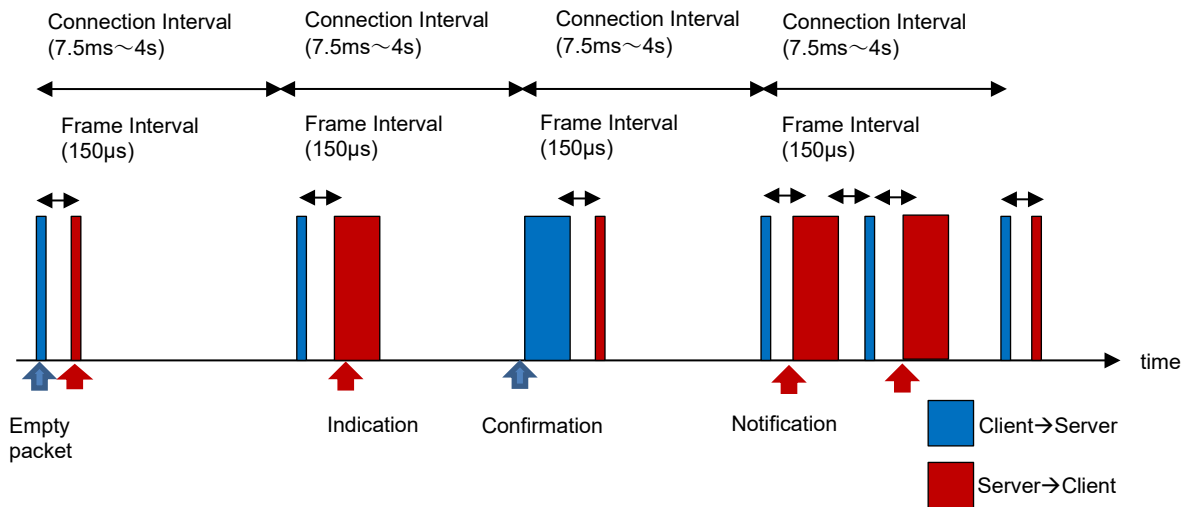 Connection Interval
(7.5ms～4s)
Connection Interval
(7.5ms～4s)
Connection Interval
(7.5ms～4s)
Connection Interval
(7.5ms～4s)
Frame Interval
(150µs)
Frame Interval
(150µs)
Frame Interval
(150µs)
Frame Interval
(150µs)
time
Empty
packet
Indication
Confirmation
Notification
Client→Server
Server→Client